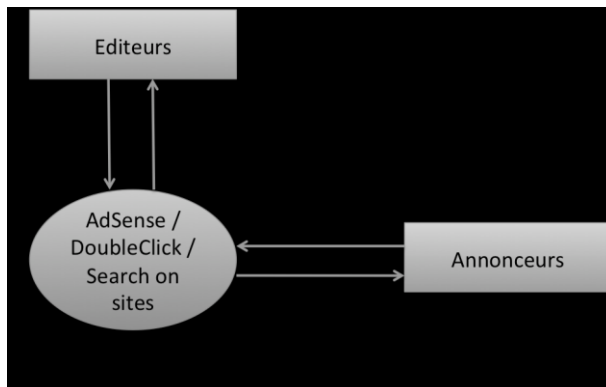 Editeurs
AdSense /
DoubleClick /
Search on
sites
Annonceurs